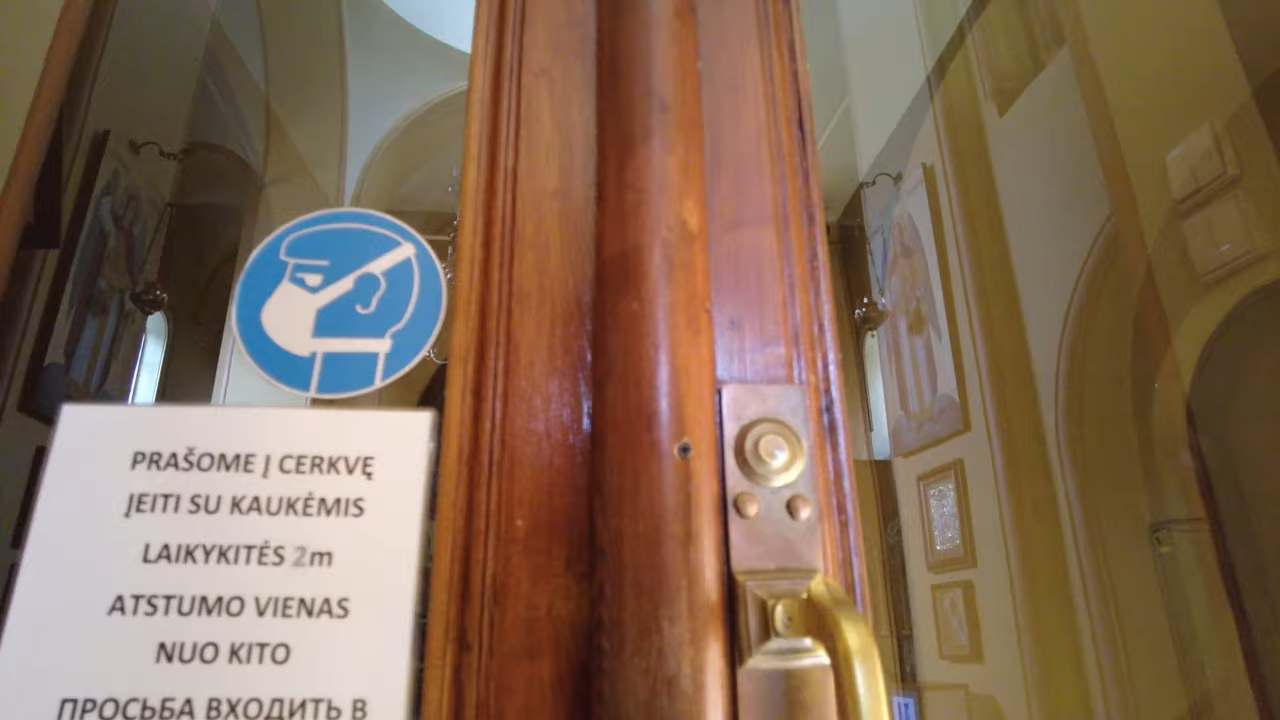 PRAŠOME Į CERKVĘ
ĮEITI SU KAUKĖMIS
LAIKYKITĖS 2m
ATSTUMO VIENAS
NUO KITO
ПРОСЬБА ВХОДИТЬ В